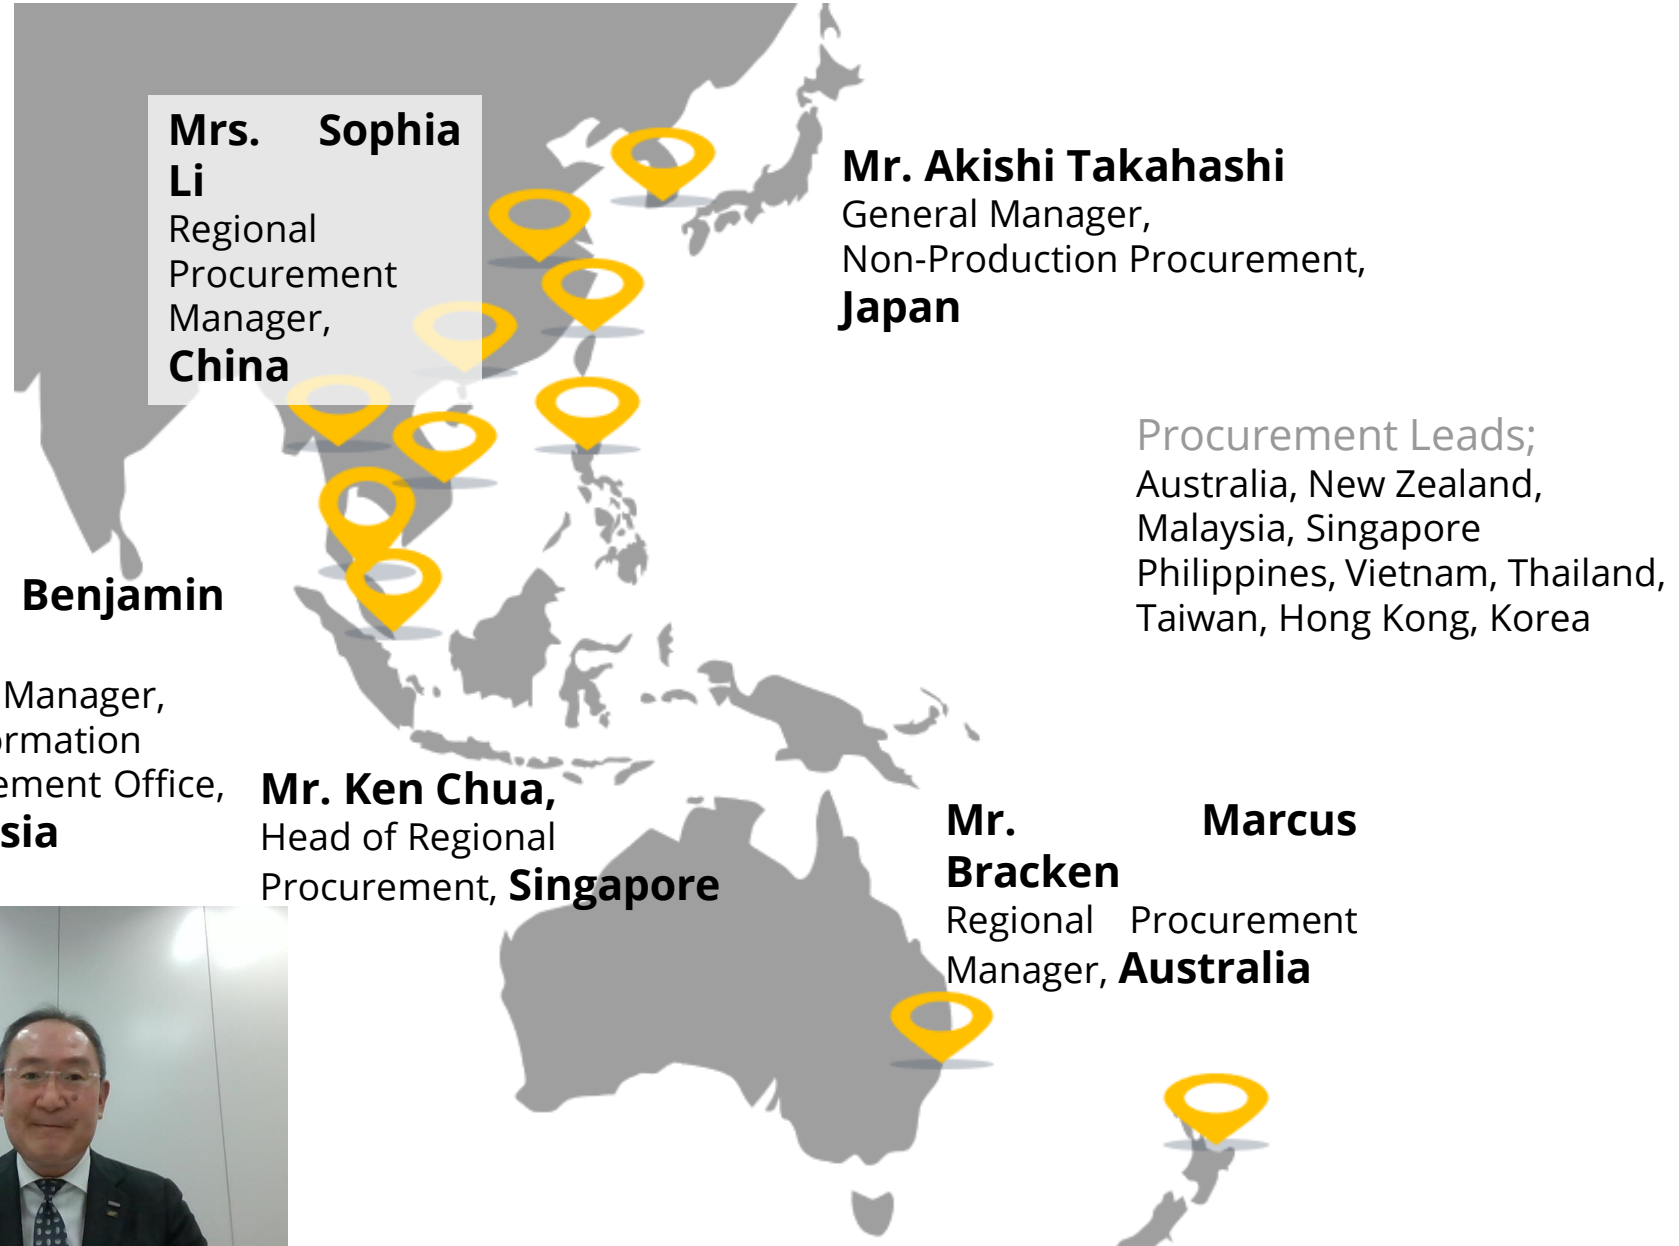 Mrs. Sophia
Li
Regional
Procurement
Manager,
China
Mr. Akishi Takahashi
General Manager,
Non-Production Procurement,
Japan
Procurement Leads;
Australia, New Zealand,
Malaysia, Singapore
Philippines, Vietnam, Thailand,
Taiwan, Hong Kong, Korea
Benjamin
Manager,
ormation
ement Office,
sia
Mr. Ken Chua,
Head of Regional
Procurement, Singapore
Mr. Marcus
Bracken
Regional Procurement
Manager, Australia